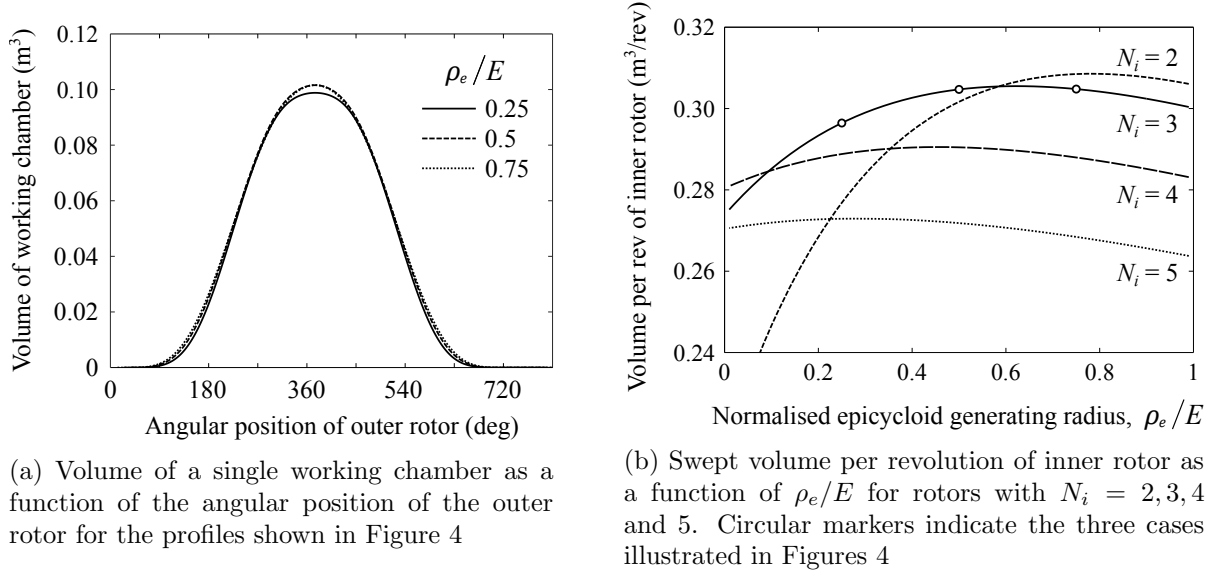 Volume of working chamber (m³)
0.12
0.10
0.08
0.06
0.04
0.02
0
0 180 360 540 720
Angular position of outer rotor (deg)
ρₑ/E
0.25
0.5
0.75
(a) Volume of a single working chamber as a
function of the angular position of the outer
rotor for the profiles shown in Figure 4
Volume per rev of inner rotor (m³/rev)
0.32
0.30
0.28
0.26
0.24
0 0.2 0.4 0.6 0.8 1
Normalised epicycloid generating radius, ρₑ/E
Nᵢ = 2
Nᵢ = 3
Nᵢ = 4
Nᵢ = 5
(b) Swept volume per revolution of inner rotor as
a function of ρₑ/E for rotors with Nᵢ = 2, 3, 4
and 5. Circular markers indicate the three cases
illustrated in Figures 4